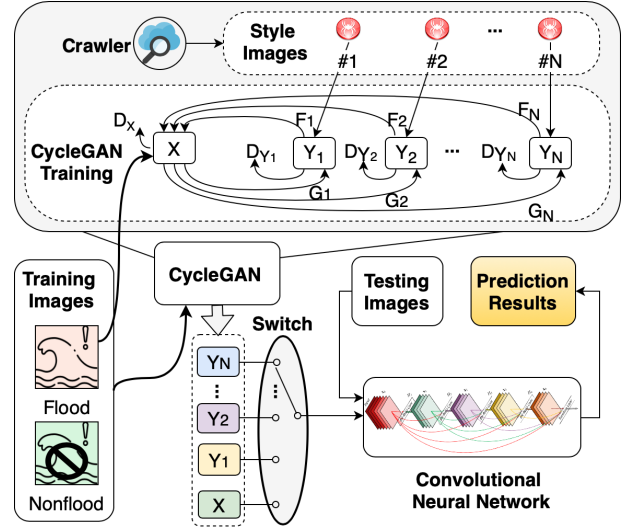 Crawler
Style
Images
...
#1
#2
#N
CycleGAN
Training
DX
X
F1
F2
FN
DY1
Y1
DY2
Y2
...
DYN
YN
G1
G2
GN
Training
Images
Flood
Nonflood
CycleGAN
Switch
YN
...
Y2
Y1
X
...
Testing
Images
Prediction
Results
Convolutional
Neural Network